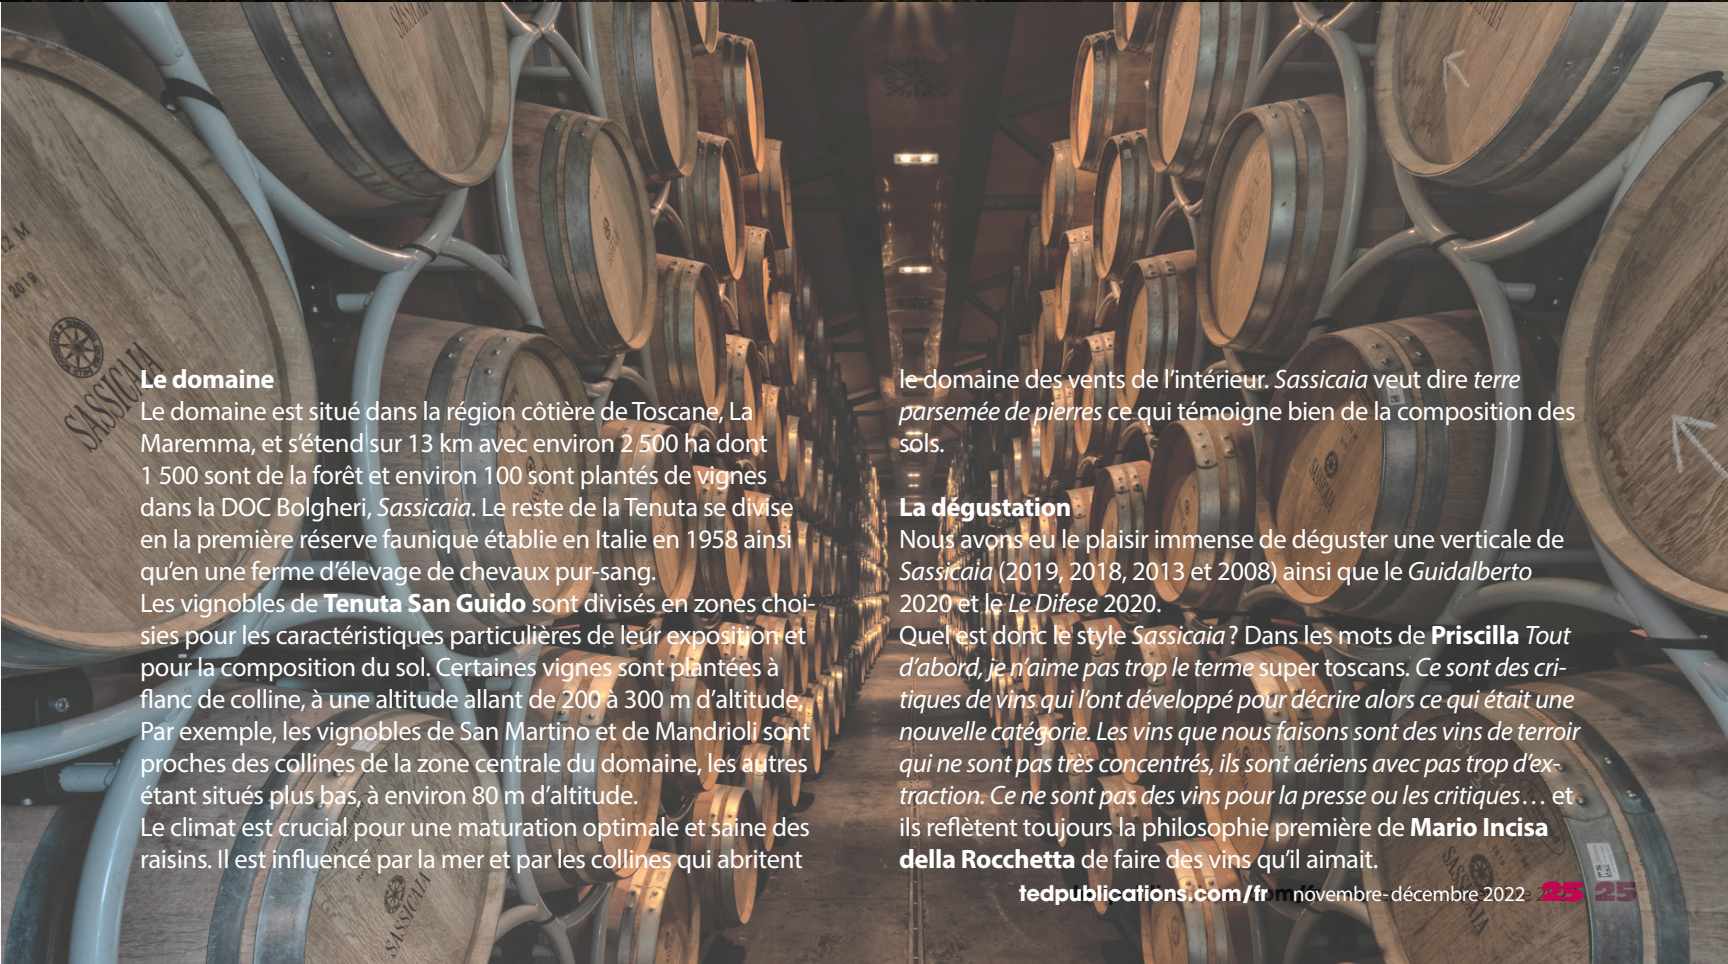 SASSICAIA
12 M
2019
SASSICAIA
Le domaine
Le domaine est situé dans la région côtière de Toscane, La
Maremma, et s’étend sur 13 km avec environ 2 500 ha dont
1 500 sont de la forêt et environ 100 sont plantés de vignes
dans la DOC Bolgheri, Sassicaia. Le reste de la Tenuta se divise
en la première réserve faunique établie en Italie en 1958 ainsi
qu’en une ferme d’élevage de chevaux pur-sang.
Les vignobles de Tenuta San Guido sont divisés en zones choi-
sies pour les caractéristiques particulières de leur exposition et
pour la composition du sol. Certaines vignes sont plantées à
flanc de colline, à une altitude allant de 200 à 300 m d’altitude.
Par exemple, les vignobles de San Martino et de Mandrioli sont
proches des collines de la zone centrale du domaine, les autres
étant situés plus bas, à environ 80 m d’altitude.
Le climat est crucial pour une maturation optimale et saine des
raisins. Il est influencé par la mer et par les collines qui abritent
le domaine des vents de l’intérieur. Sassicaia veut dire terre
parsemée de pierres ce qui témoigne bien de la composition des
sols.
La dégustation
Nous avons eu le plaisir immense de déguster une verticale de
Sassicaia (2019, 2018, 2013 et 2008) ainsi que le Guidalberto
2020 et le Le Difese 2020.
Quel est donc le style Sassicaia ? Dans les mots de Priscilla Tout
d’abord, je n’aime pas trop le terme super toscans. Ce sont des cri-
tiques de vins qui l’ont développé pour décrire alors ce qui était une
nouvelle catégorie. Les vins que nous faisons sont des vins de terroir
qui ne sont pas très concentrés, ils sont aériens avec pas trop d’ex-
traction. Ce ne sont pas des vins pour la presse ou les critiques… et
ils reflètent toujours la philosophie première de Mario Incisa
della Rocchetta de faire des vins qu’il aimait.
SASSICAIA
SASSICAIA
tedpublications.com/fr novembre-décembre 2022 25 25